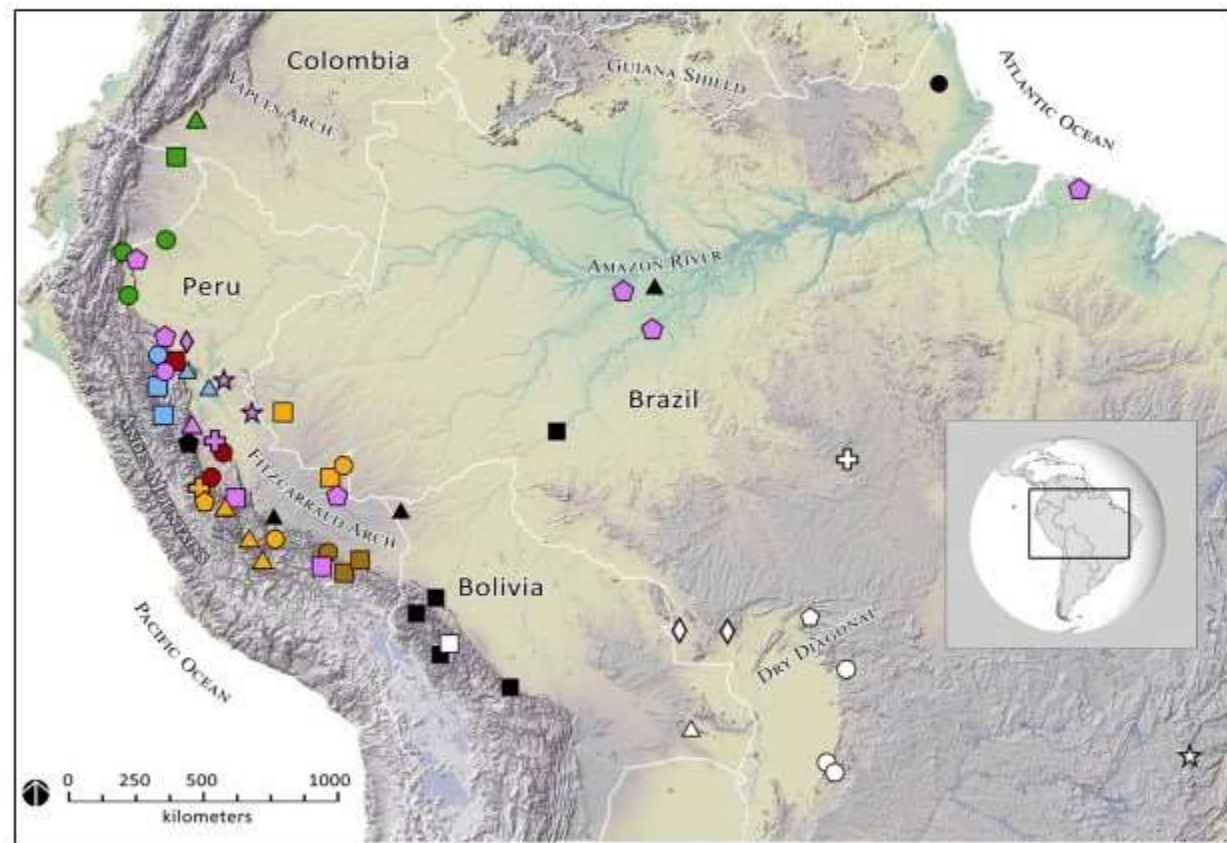 Colombia
GUIANA SHIELD
VAPUES ARCH
ATLANTIC OCEAN
AMAZON RIVER
Peru
Brazil
ANDES MOUNTAINS
FITZCARRALD ARCH
Bolivia
DRY DIAGONAL
PACIFIC OCEAN
0 250 500 1000
kilometers